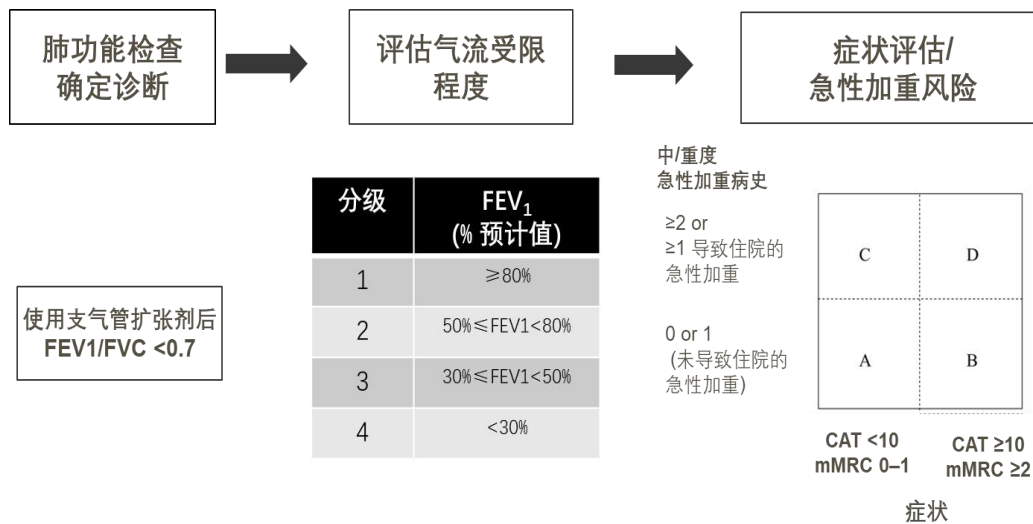 肺功能检查
确定诊断
评估气流受限
程度
症状评估/
急性加重风险
使用支气管扩张剂后
FEV1/FVC <0.7
分级
FEV₁
(% 预计值)
1
≥80%
2
50%≤FEV1<80%
3
30%≤FEV1<50%
4
<30%
中/重度
急性加重病史
≥2 or
≥1 导致住院的
急性加重
0 or 1
(未导致住院的
急性加重)
C
D
A
B
CAT <10
mMRC 0–1
CAT ≥10
mMRC ≥2
症状